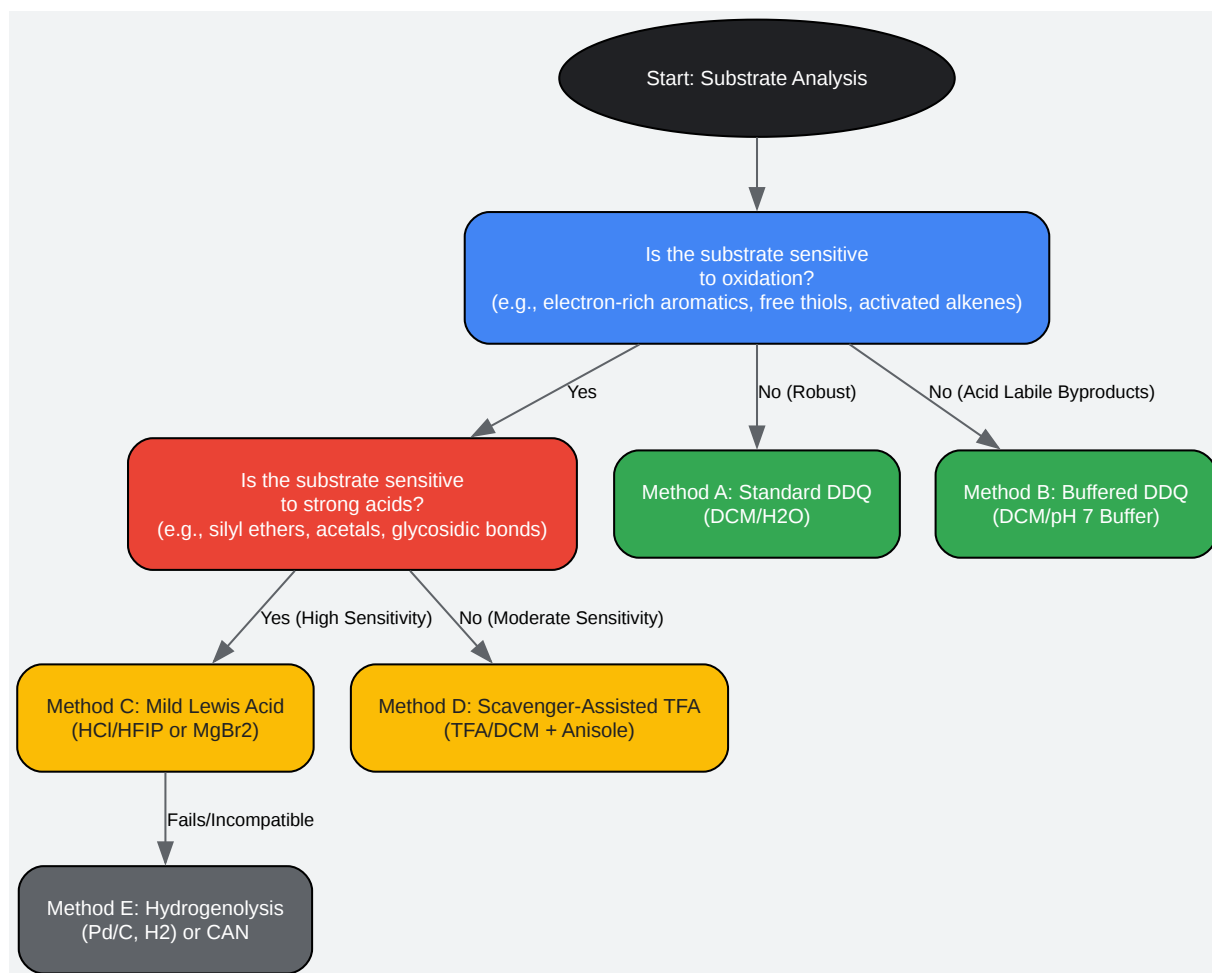 Start: Substrate Analysis
Is the substrate sensitive
to oxidation?
(e.g., electron-rich aromatics, free thiols, activated alkenes)
Yes
No (Robust)
No (Acid Labile Byproducts)
Is the substrate sensitive
to strong acids?
(e.g., silyl ethers, acetals, glycosidic bonds)
Method A: Standard DDQ
(DCM/H2O)
Method B: Buffered DDQ
(DCM/pH 7 Buffer)
Yes (High Sensitivity)
No (Moderate Sensitivity)
Method C: Mild Lewis Acid
(HCl/HFIP or MgBr2)
Method D: Scavenger-Assisted TFA
(TFA/DCM + Anisole)
Fails/Incompatible
Method E: Hydrogenolysis
(Pd/C, H2) or CAN